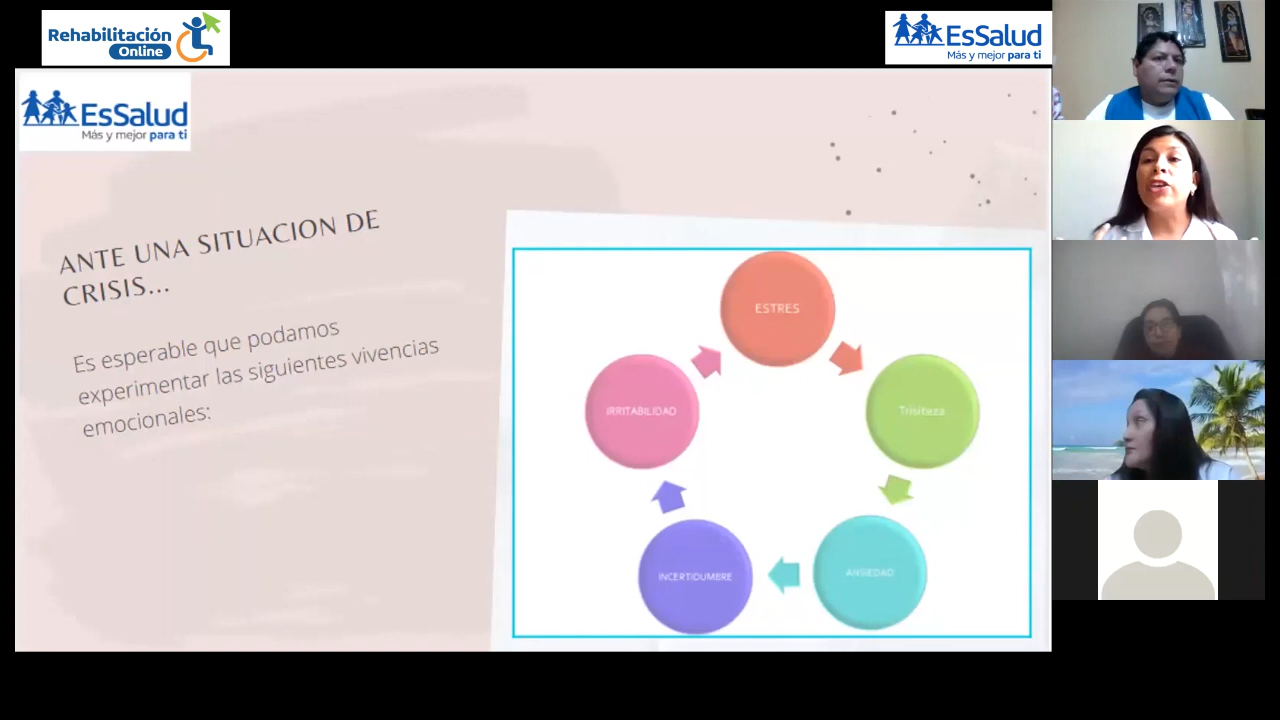 Rehabilitación
Online
EsSalud
Más y mejor para ti
EsSalud
Más y mejor para ti
ANTE UNA SITUACION DE
CRISIS...
Es esperable que podamos
experimentar las siguientes vivencias
emocionales:
ESTRES
Trisiteza
ANSIEDAD
INCERTIDUMBRE
IRRITABILIDAD